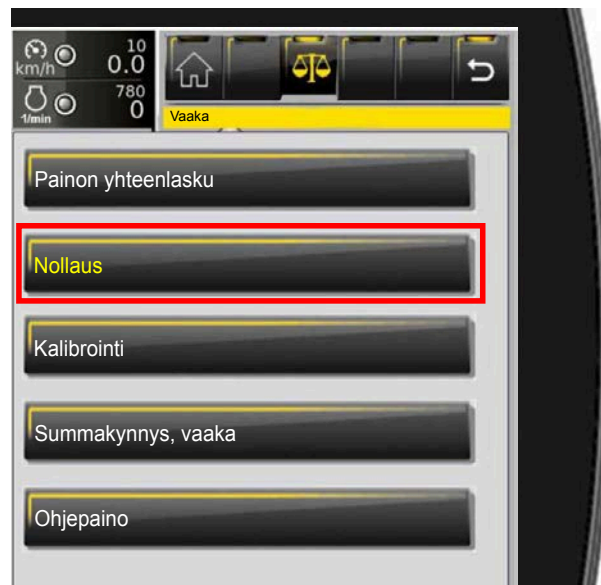 km/h
10
0.0
1/min
780
0
Vaaka
Painon yhteenlasku
Nollaus
Kalibrointi
Summakynnys, vaaka
Ohjepaino